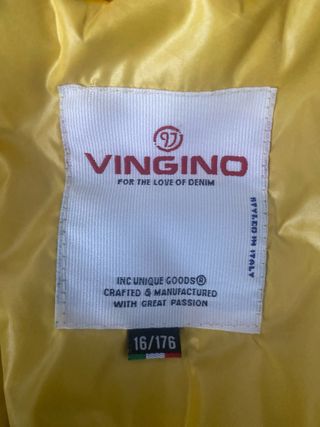 97
VINGINO
FOR THE LOVE OF DENIM
STYLED IN ITALY
INC UNIQUE GOODS®
CRAFTED & MANUFACTURED
WITH GREAT PASSION
16/176